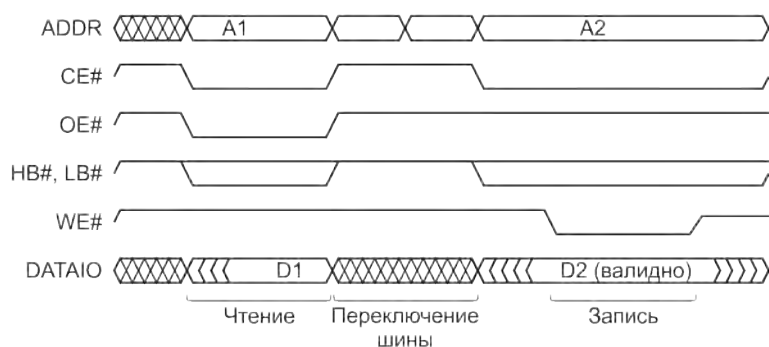 ADDR A1 A2
CE#
OE#
HB#, LB#
WE#
DATAIO D1 D2 (валидно)
Чтение Переключение Запись
шины